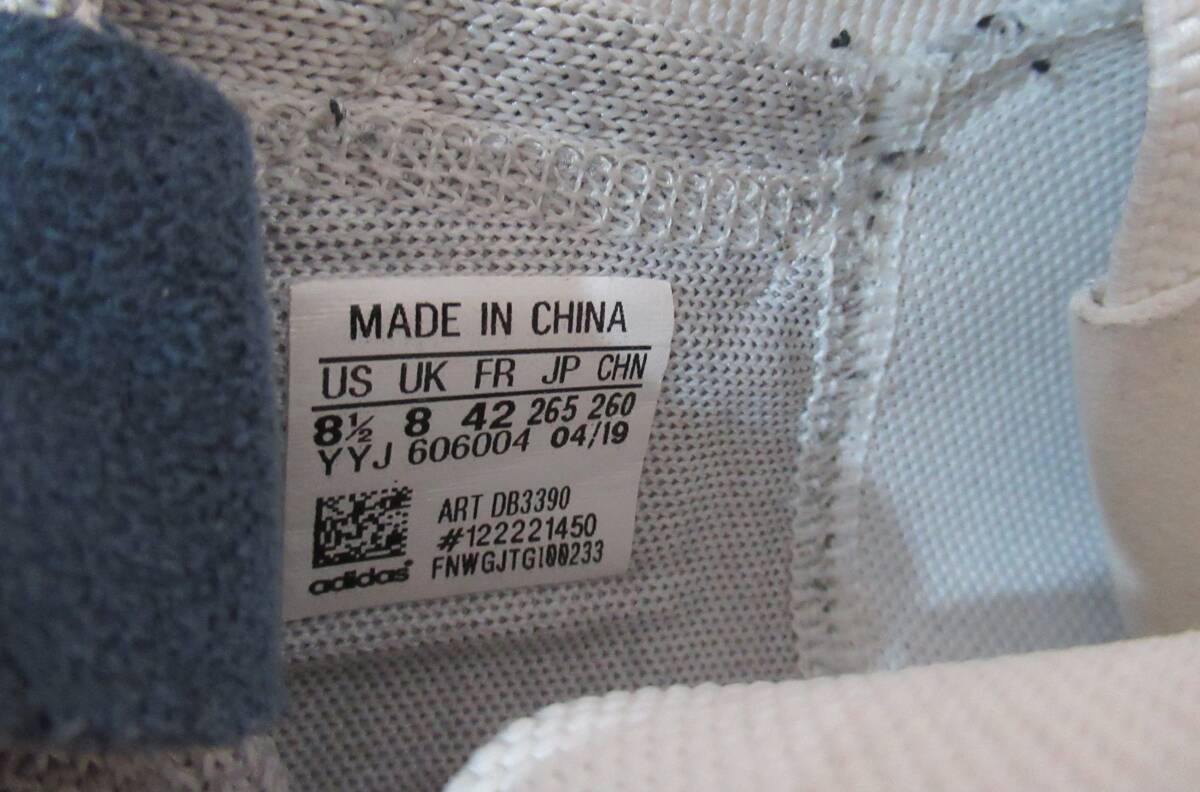 MADE IN CHINA
US UK FR JP CHN
8½ 8 42 265 260
YYJ 606004 04/19
ART DB3390
#122221450
FNWGJTGI00233
adidas